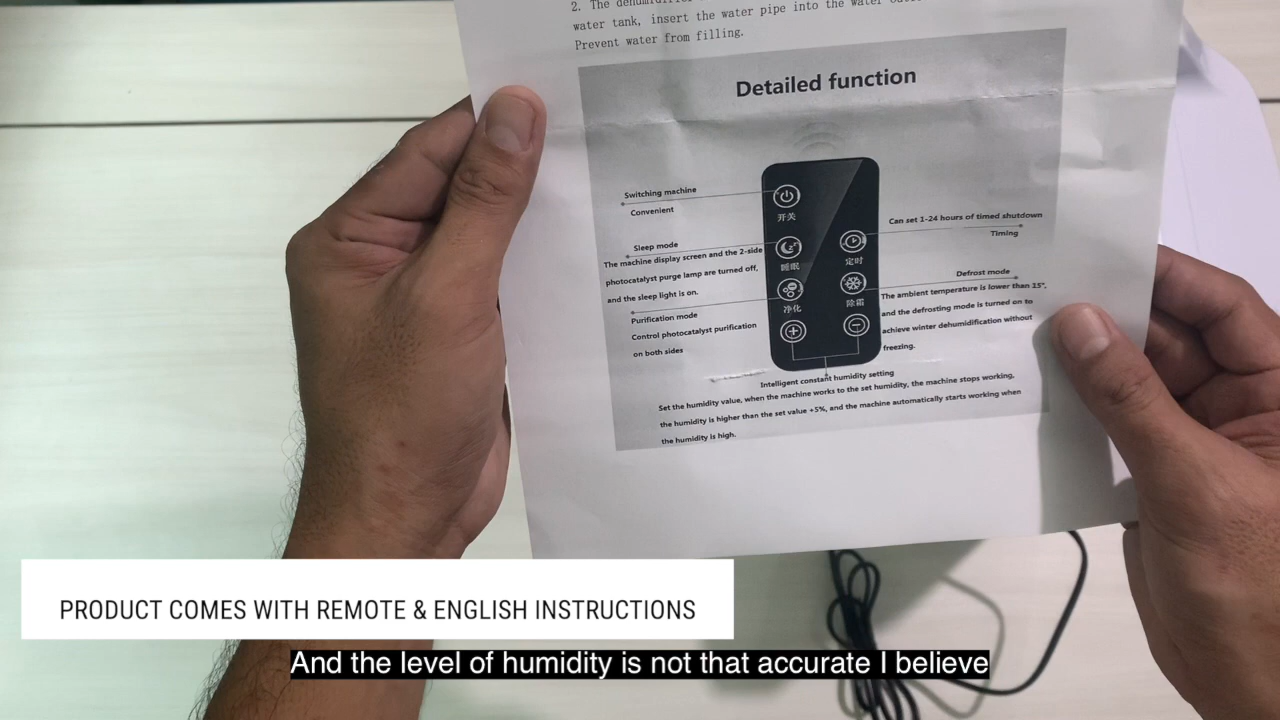 2. The dehumidifier
water tank, insert the water pipe into the water
Prevent water from filling.
Detailed function
Switching machine
Convenient
开关
Sleep mode
The machine display screen and the 2-side
photocatalyst purge lamp are turned off,
and the sleep light is on.
睡眠
Purification mode
Control photocatalyst purification
on both sides
净化
Can set 1-24 hours of timed shutdown
Timing
定时
Defrost mode
The ambient temperature is lower than 15°,
and the defrosting mode is turned on to
achieve winter dehumidification without
freezing.
除霜
Intelligent constant humidity setting
Set the humidity value, when the machine works to the set humidity, the machine stops working,
the humidity is higher than the set value +5%, and the machine automatically starts working when
the humidity is high.
PRODUCT COMES WITH REMOTE & ENGLISH INSTRUCTIONS
And the level of humidity is not that accurate I believe